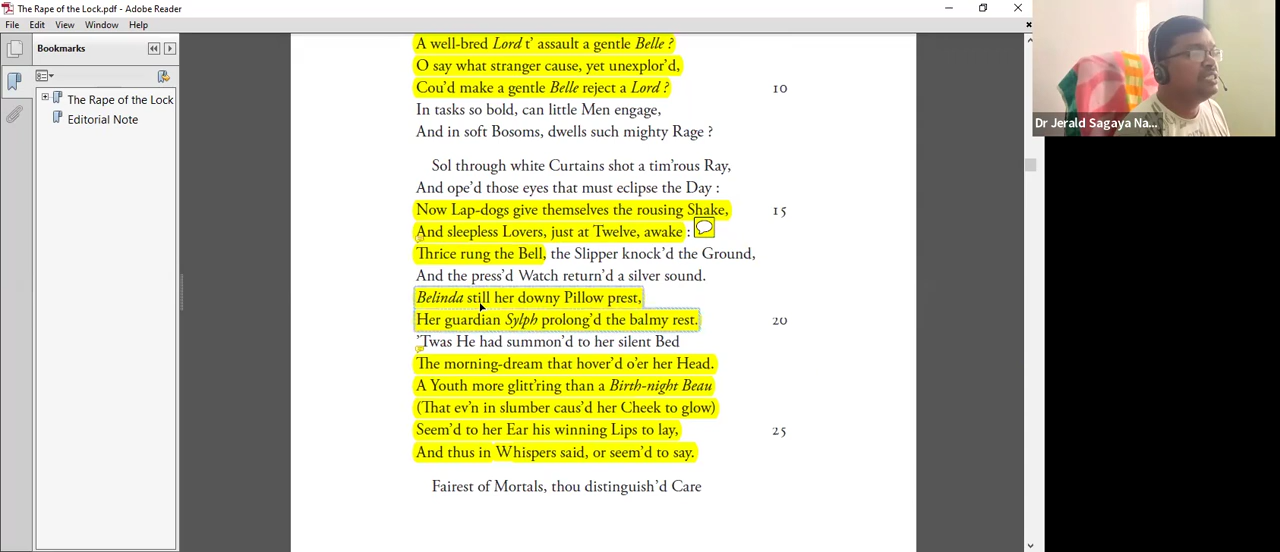 The Rape of the Lock.pdf - Adobe Reader
File Edit View Window Help
Bookmarks
The Rape of the Lock
Editorial Note
A well-bred Lord t' assault a gentle Belle ?
O say what stranger cause, yet unexplor'd,
Cou'd make a gentle Belle reject a Lord ? 10
In tasks so bold, can little Men engage,
And in soft Bosoms, dwells such mighty Rage ?
Sol through white Curtains shot a tim'rous Ray,
And ope'd those eyes that must eclipse the Day :
Now Lap-dogs give themselves the rousing Shake, 15
And sleepless Lovers, just at Twelve, awake :
Thrice rung the Bell, the Slipper knock'd the Ground,
And the press'd Watch return'd a silver sound.
Belinda still her downy Pillow prest,
Her guardian Sylph prolong'd the balmy rest. 20
'Twas He had summon'd to her silent Bed
The morning-dream that hover'd o'er her Head.
A Youth more glitt'ring than a Birth-night Beau
(That ev'n in slumber caus'd her Cheek to glow)
Seem'd to her Ear his winning Lips to lay, 25
And thus in Whispers said, or seem'd to say.
Fairest of Mortals, thou distinguish'd Care
Dr Jerald Sagaya Na...